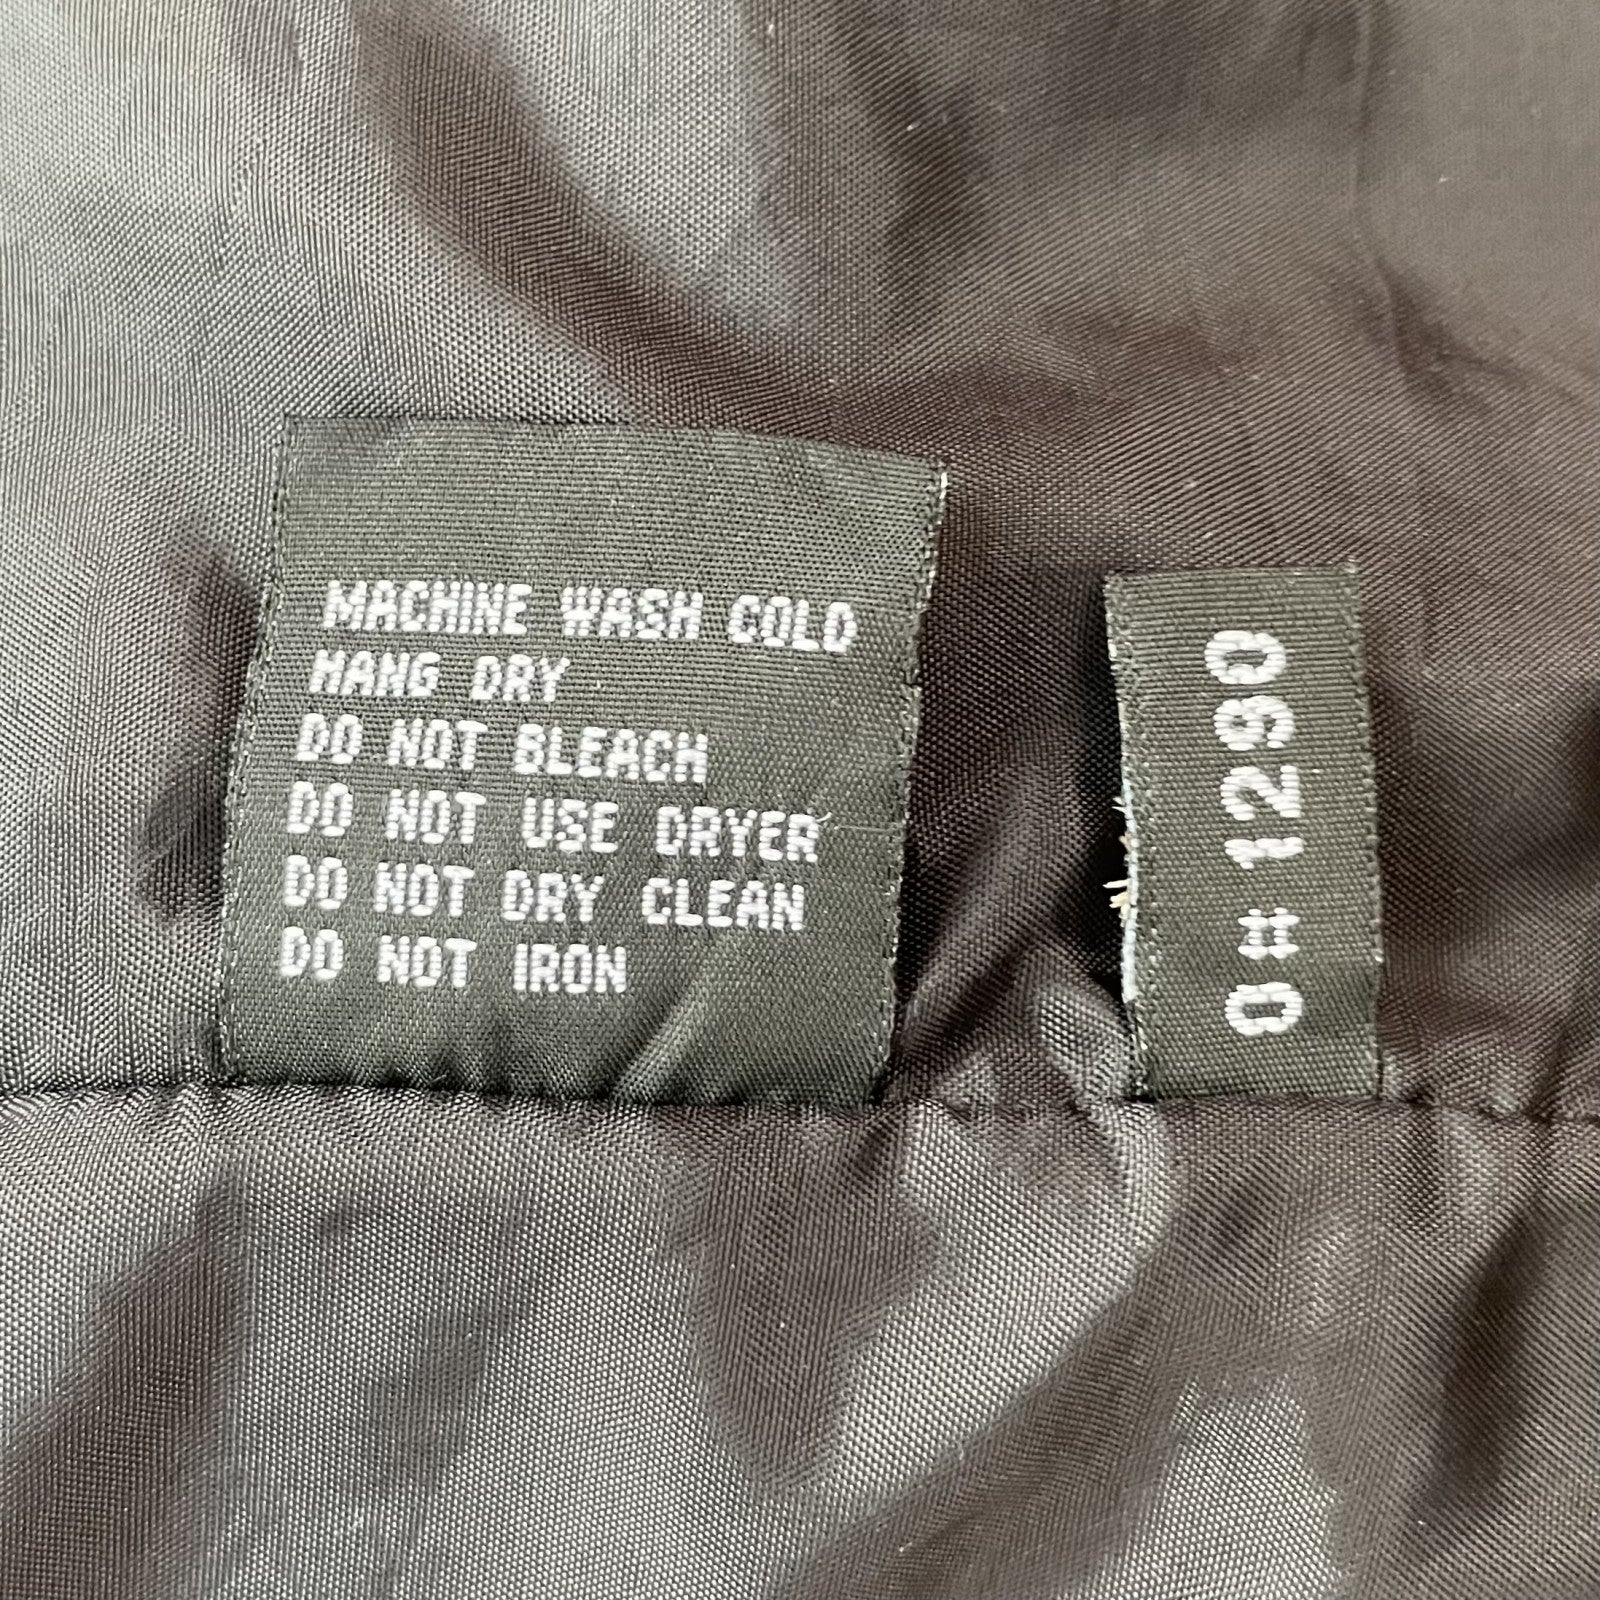 MACHINE WASH COLD
HANG DRY
DO NOT BLEACH
DO NOT USE DRYER
DO NOT DRY CLEAN
DO NOT IRON
0¤1290